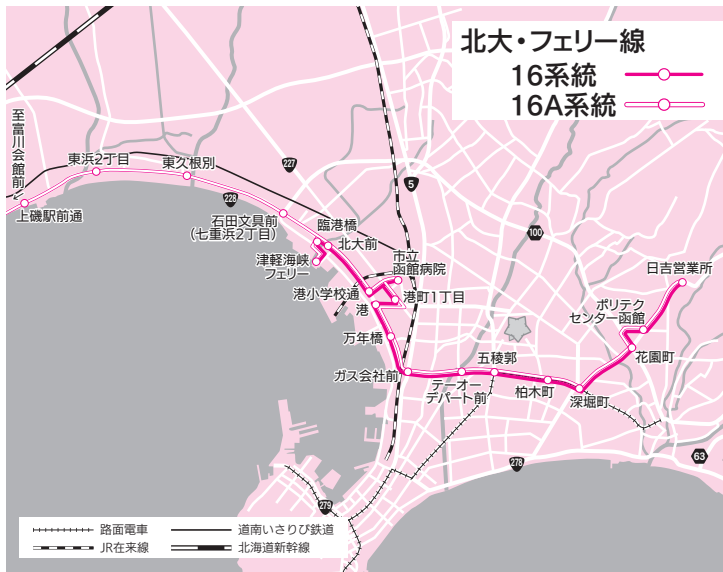 北大・フェリー線
16系統
16A系統
至富川会館前
東浜2丁目
東久根別
227
5
228
上磯駅前通
石田文具前
(七重浜2丁目)
臨港橋
北大前
100
津軽海峡
フェリー
市立
函館病院
日吉営業所
港小学校通
港町1丁目
港
ポリテク
センター函館
万年橋
五稜郭
花園町
ガス会社前
テーオー
デパート前
柏木町
深堀町
278
63
279
路面電車
道南いさりび鉄道
JR在来線
北海道新幹線